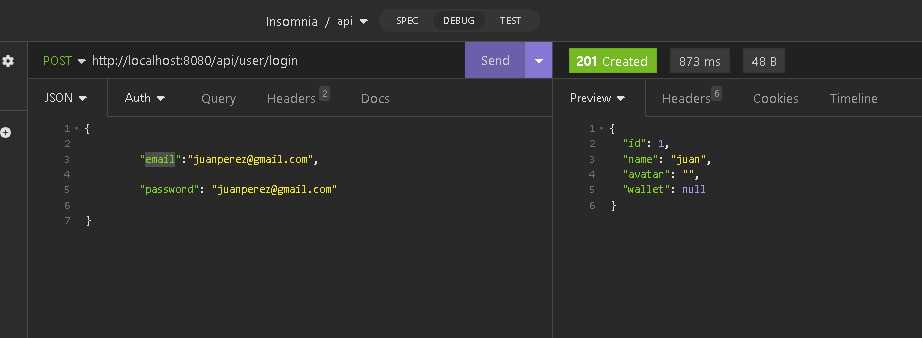 Insomnia / api SPEC DEBUG TEST
POST http://localhost:8080/api/user/login Send
201 Created 873 ms 48 B
JSON Auth Query Headers 2 Docs
Preview Headers 6 Cookies Timeline
1 {
2
3 "email":"juanperez@gmail.com",
4
5 "password": "juanperez@gmail.com"
6
7 }
1 {
2 "id": 1,
3 "name": "juan",
4 "avatar": "",
5 "wallet": null
6 }